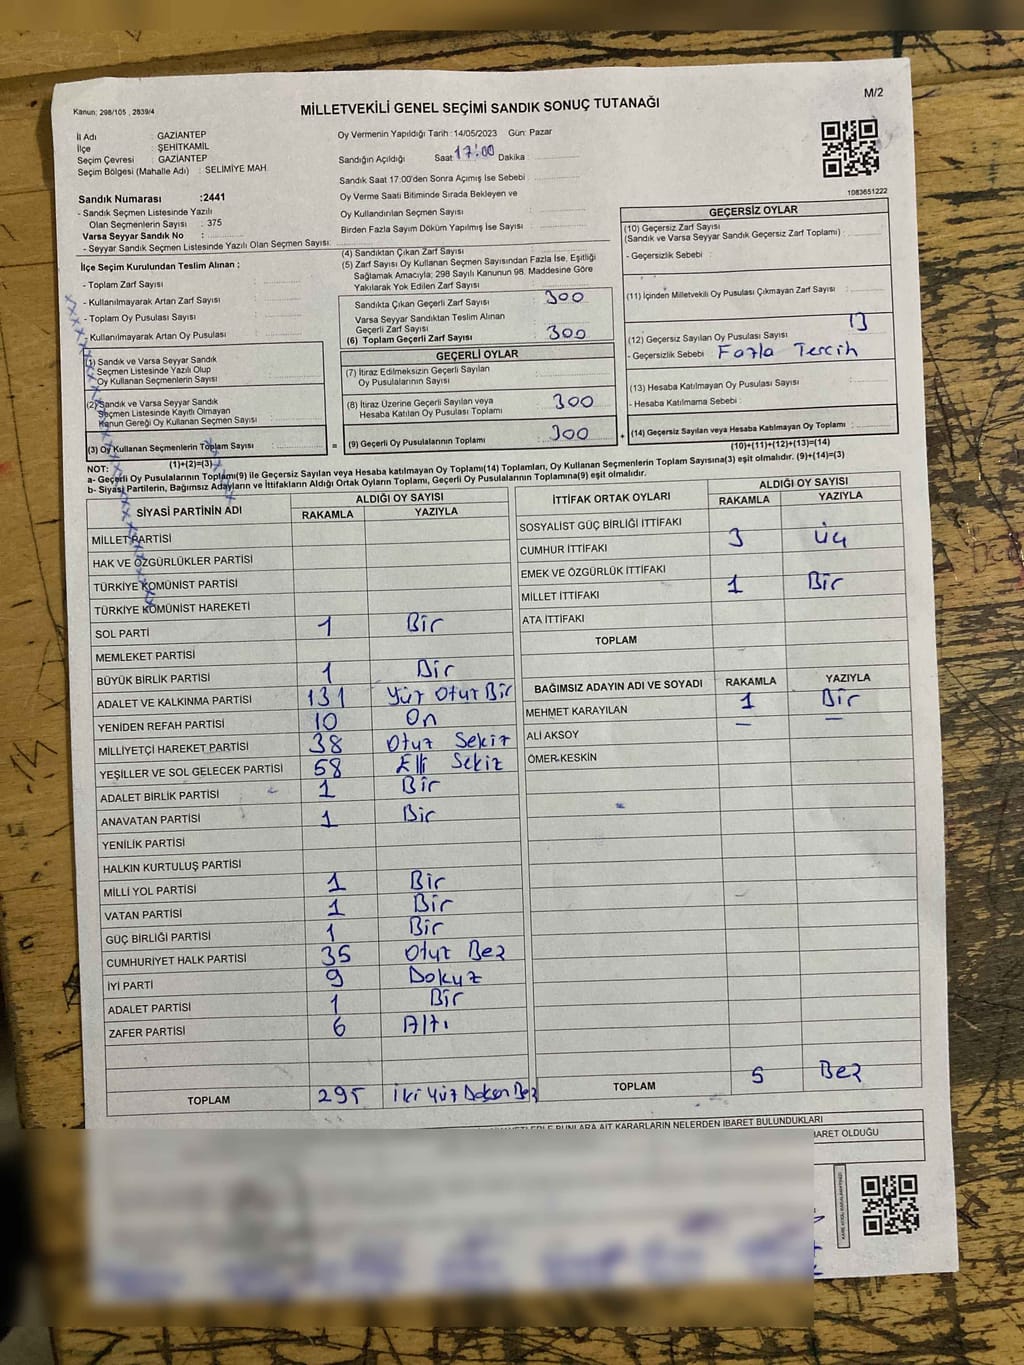 Kanun; 298/105 , 2839/4
MİLLETVEKİLİ GENEL SEÇİMİ SANDIK SONUÇ TUTANAĞI
M/2
İl Adı : GAZİANTEP
İlçe : ŞEHİTKAMİL
Seçim Çevresi : GAZİANTEP
Seçim Bölgesi (Mahalle Adı) : SELİMİYE MAH.
Oy Vermenin Yapıldığı Tarih : 14/05/2023 Gün: Pazar
Sandığın Açıldığı Saat 17:00 Dakika :
Sandık Saat 17:00'den Sonra Açımış İse Sebebi :
Oy Verme Saati Bitiminde Sırada Bekleyen ve
Oy Kullandırılan Seçmen Sayısı :
Birden Fazla Sayım Döküm Yapılmış İse Sayısı :
1083651222
Sandık Numarası :2441
- Sandık Seçmen Listesinde Yazılı
Olan Seçmenlerin Sayısı : 375
Varsa Seyyar Sandık No :
- Seyyar Sandık Seçmen Listesinde Yazılı Olan Seçmen Sayısı:
İlçe Seçim Kurulundan Teslim Alınan ;
- Toplam Zarf Sayısı :
- Kullanılmayarak Artan Zarf Sayısı :
- Toplam Oy Pusulası :
- Kullanılmayarak Artan Oy Pusulası :
(1) Sandık ve Varsa Seyyar Sandık
Seçmen Listesinde Yazılı Olup
Oy Kullanan Seçmenlerin Sayısı :
(2) Sandık ve Varsa Seyyar Sandık
Seçmen Listesinde Kayıtlı Olmayan
Kanun Gereği Oy Kullanan Seçmen Sayısı :
(3) Oy Kullanan Seçmenlerin Toplam Sayısı :
(1)+(2)=(3)
(4) Sandıktan Çıkan Zarf Sayısı :
(5) Zarf Sayısı Oy Kullanan Seçmen Sayısından Fazla İse, Eşitliği
Sağlamak Amacıyla; 298 Sayılı Kanunun 98. Maddesine Göre
Yakılarak Yok Edilen Zarf Sayısı :
Sandıkta Çıkan Geçerli Zarf Sayısı : 300
Varsa Seyyar Sandıktan Teslim Alınan
Geçerli Zarf Sayısı :
(6) Toplam Geçerli Zarf Sayısı : 300
GEÇERLİ OYLAR
(7) İtiraz Edilmeksizin Geçerli Sayılan
Oy Pusulalarının Sayısı :
(8) İtiraz Üzerine Geçerli Sayılan veya
Hesaba Katılan Oy Pusulası Toplamı : 300
= (9) Geçerli Oy Pusulalarının Toplamı : 300 +
GEÇERSİZ OYLAR
(10) Geçersiz Zarf Sayısı
(Sandık ve Varsa Seyyar Sandık Geçersiz Zarf Toplamı) :
- Geçersizlik Sebebi :
(11) İçinden Milletvekili Oy Pusulası Çıkmayan Zarf Sayısı :
(12) Geçersiz Sayılan Oy Pusulası Sayısı : 13
- Geçersizlik Sebebi : Fazla Tercih
(13) Hesaba Katılmayan Oy Pusulası Sayısı :
- Hesaba Katılmama Sebebi :
(14) Geçersiz Sayılan veya Hesaba Katılmayan Oy Toplamı :
(10)+(11)+(12)+(13)=(14)
NOT:
a- Geçerli Oy Pusulalarının Toplamı(9) ile Geçersiz Sayılan veya Hesaba katılmayan Oy Toplamı(14) Toplamları, Oy Kullanan Seçmenlerin Toplam Sayısına(3) eşit olmalıdır. (9)+(14)=(3)
b- Siyasi Partilerin, Bağımsız Adayların ve İttifakların Aldığı Ortak Oyların Toplamı, Geçerli Oy Pusulalarının Toplamına(9) eşit olmalıdır.
SİYASİ PARTİNİN ADI ALDIĞI OY SAYISI
RAKAMLA YAZIYLA
MİLLET PARTİSİ
HAK VE ÖZGÜRLÜKLER PARTİSİ
TÜRKİYE KOMÜNİST PARTİSİ
TÜRKİYE KOMÜNİST HAREKETİ
SOL PARTİ 1 Bir
MEMLEKET PARTİSİ
BÜYÜK BİRLİK PARTİSİ 1 Bir
ADALET VE KALKINMA PARTİSİ 131 Yüz Otuz Bir
YENİDEN REFAH PARTİSİ 10 On
MİLLİYETÇİ HAREKET PARTİSİ 38 Otuz Sekiz
YEŞİLLER VE SOL GELECEK PARTİSİ 58 Elli Sekiz
ADALET BİRLİK PARTİSİ 1 Bir
ANAVATAN PARTİSİ 1 Bir
YENİLİK PARTİSİ
HALKIN KURTULUŞ PARTİSİ
MİLLİ YOL PARTİSİ 1 Bir
VATAN PARTİSİ 1 Bir
GÜÇ BİRLİĞİ PARTİSİ 1 Bir
CUMHURİYET HALK PARTİSİ 35 Otuz Beş
İYİ PARTİ 9 Dokuz
ADALET PARTİSİ 1 Bir
ZAFER PARTİSİ 6 Altı
TOPLAM 295 İki Yüz Doksan Beş
İTTİFAK ORTAK OYLARI ALDIĞI OY SAYISI
RAKAMLA YAZIYLA
SOSYALİST GÜÇ BİRLİĞİ İTTİFAKI
CUMHUR İTTİFAKI 3 Üç
EMEK VE ÖZGÜRLÜK İTTİFAKI
MİLLET İTTİFAKI 1 Bir
ATA İTTİFAKI
TOPLAM
BAĞIMSIZ ADAYIN ADI VE SOYADI RAKAMLA YAZIYLA
MEHMET KARAYILAN 1 Bir
ALİ AKSOY — —
ÖMER KESKİN
TOPLAM 5 Beş
BUNLARA AİT KARARLARIN NELERDEN İBARET BULUNDUKLARI
İBARET OLDUĞU